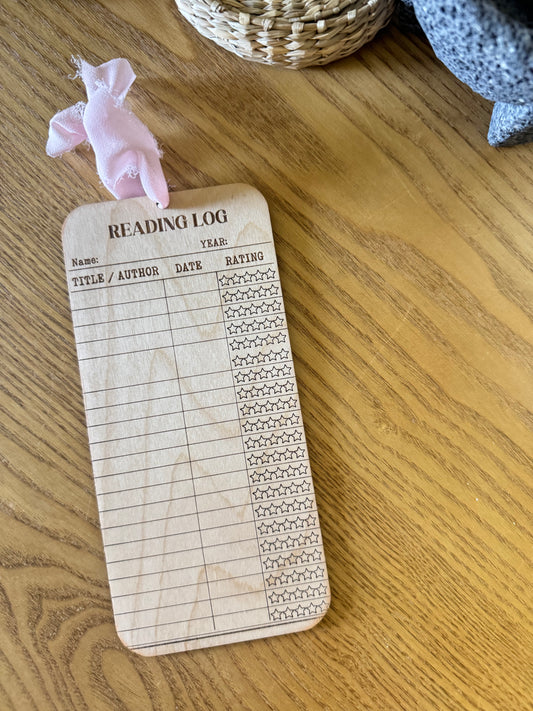 READING LOG
Name: YEAR:
TITLE / AUTHOR DATE RATING